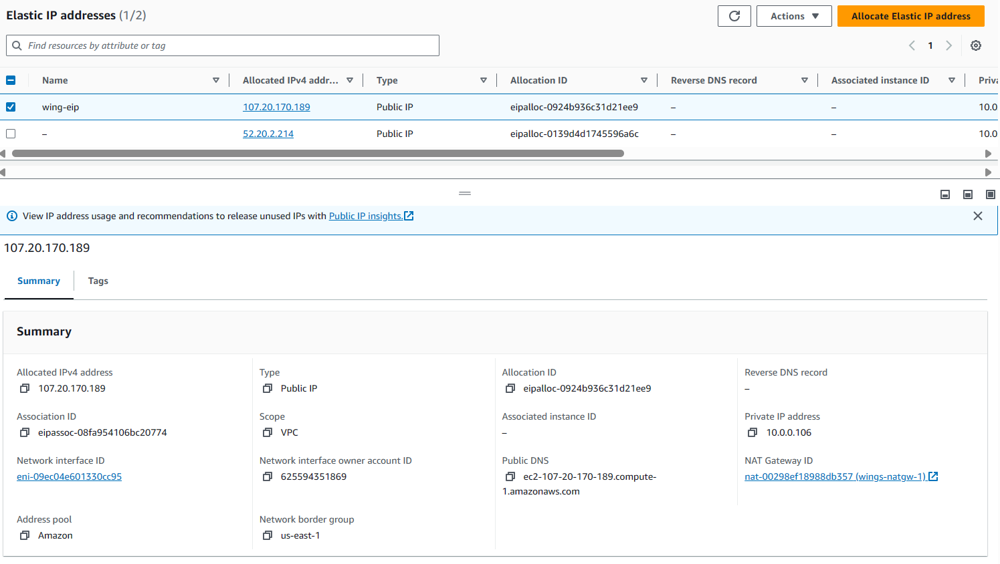 Elastic IP addresses (1/2)
Actions
Allocate Elastic IP address
Find resources by attribute or tag
1
Name
Allocated IPv4 addr...
Type
Allocation ID
Reverse DNS record
Associated instance ID
wing-eip
107.20.170.189
Public IP
eipalloc-0924b936c31d21ee9
–
–
10.0
–
52.20.2.214
Public IP
eipalloc-0139d4d1745596a6c
–
–
10.0
View IP address usage and recommendations to release unused IPs with Public IP insights.
107.20.170.189
Summary
Tags
Summary
Allocated IPv4 address
107.20.170.189
Type
Public IP
Allocation ID
eipalloc-0924b936c31d21ee9
Reverse DNS record
–
Association ID
eipassoc-08fa954106bc20774
Scope
VPC
Associated instance ID
–
Private IP address
10.0.0.106
Network interface ID
eni-09ec04e601330cc95
Network interface owner account ID
625594351869
Public DNS
ec2-107-20-170-189.compute-
1.amazonaws.com
NAT Gateway ID
nat-00298ef18988db357 (wings-natgw-1)
Address pool
Amazon
Network border group
us-east-1